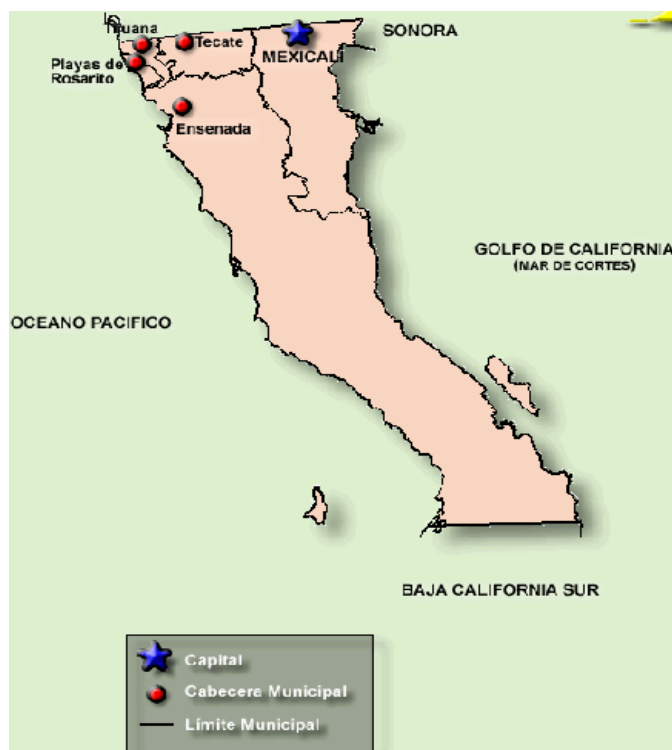 Tijuana
Tecate
SONORA
MEXICALI
Playas de
Rosarito
Ensenada
GOLFO DE CALIFORNIA
(MAR DE CORTES)
OCEANO PACIFICO
BAJA CALIFORNIA SUR
Capital
Cabecera Municipal
Límite Municipal